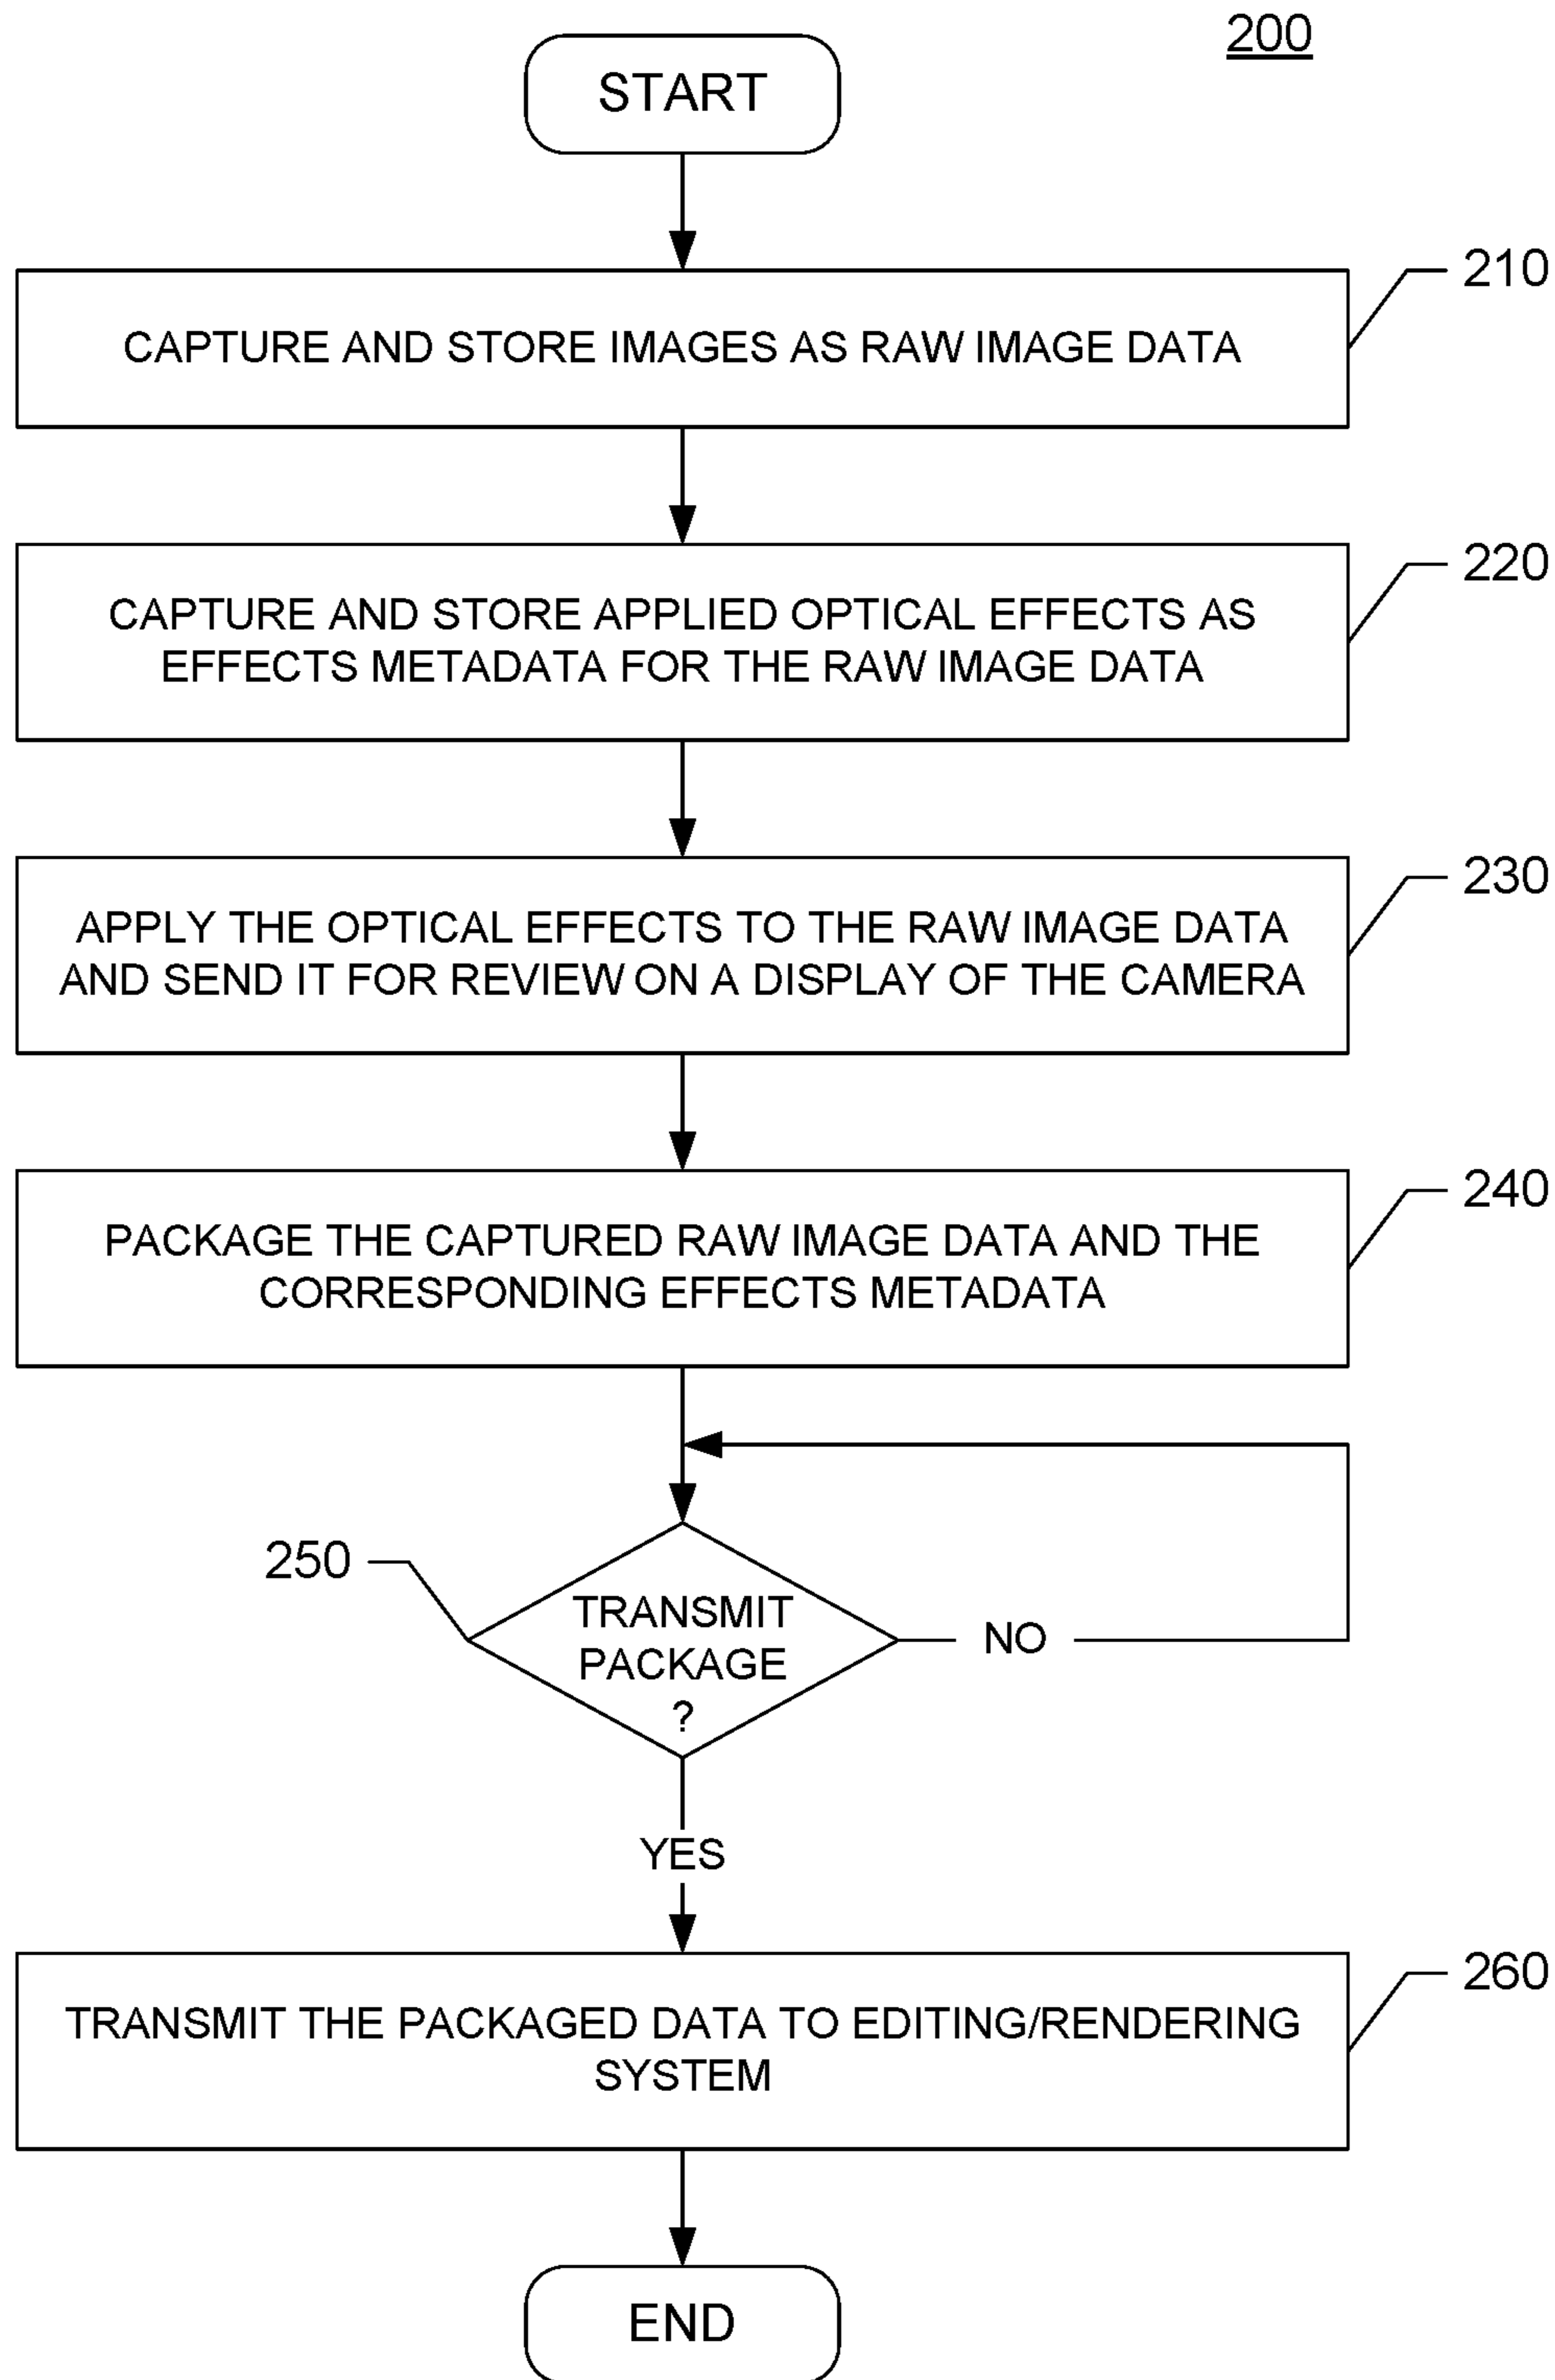 200
START
210
CAPTURE AND STORE IMAGES AS RAW IMAGE DATA
220
CAPTURE AND STORE APPLIED OPTICAL EFFECTS AS
EFFECTS METADATA FOR THE RAW IMAGE DATA
230
APPLY THE OPTICAL EFFECTS TO THE RAW IMAGE DATA
AND SEND IT FOR REVIEW ON A DISPLAY OF THE CAMERA
240
PACKAGE THE CAPTURED RAW IMAGE DATA AND THE
CORRESPONDING EFFECTS METADATA
250
TRANSMIT
PACKAGE
?
NO
YES
260
TRANSMIT THE PACKAGED DATA TO EDITING/RENDERING
SYSTEM
END